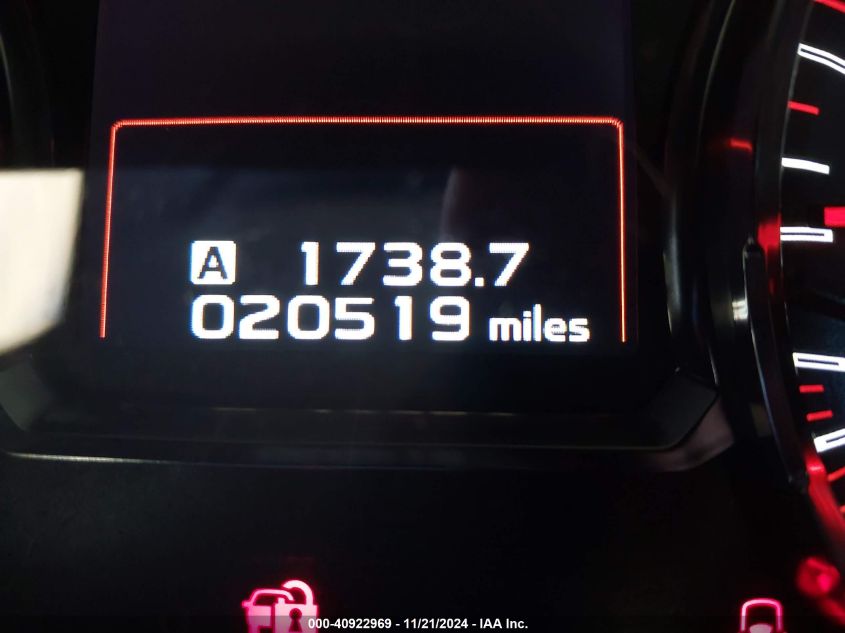 A 1738.7
020519 miles
000-40922969 - 11/21/2024 - IAA Inc.